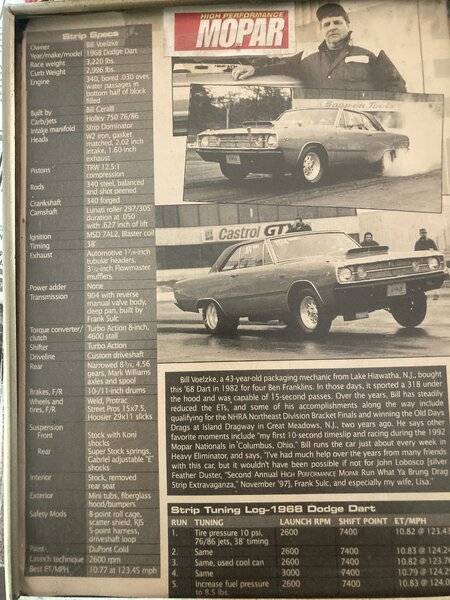 Strip Specs
Owner Bill Voelzke
Year/make/model 1968 Dodge Dart
Race weight 3,220 lbs.
Curb Weight 2,996 lbs.
Engine 340, bored .030 over,
water passages in
bottom half of block
filled
Built by Bill Ceralli
Carb/jets Holley 750 76/86
Intake manifold Strip Dominator
Heads W2 iron, gasket
matched, 2.02 inch
intake, 1.60-inch
exhaust
Pistons TRW 12.5:1
compression
Rods 340 steel, balanced
and shot peened
Crankshaft 340 forged
Camshaft Lunati roller 297/305°
duration at .050
with .627 inch of lift
Ignition MSD 7AL2, Blaster coil
Timing 38°
Exhaust Automotive 1⅞-inch
tubular headers,
3½-inch Flowmaster
mufflers
Power adder None
Transmission 904 with reverse
manual valve body,
deep pan, built by
Frank Sulc
Torque converter/ Turbo Action 8-inch,
clutch 4600 stall
Shifter Turbo Action
Driveline Custom driveshaft
Rear Narrowed 8¾, 4.56
gears, Mark Williams
axles and spool
Brakes, F/R 10/11-inch drums
Wheels and Weld, Protrac
tires, F/R Street Pros 15x7.5,
Hoosier 29x11 slicks
Suspension
Front Stock with Koni
shocks
Rear Super Stock springs,
Gabriel adjustable "E"
shocks
Interior Stock, removed
rear seat
Exterior Mini tubs, fiberglass
hood/bumpers
Safety Mods 8-point roll cage,
scatter shield, RJS
5-point harness,
driveshaft loop
Paint DuPont Gold
Launch technique 2600 rpm
Best ET/MPH 10.77 at 123.45 mph
HIGH PERFORMANCE
MOPAR
Snap-on Tools
Castrol GTX
Bill Voelzke, a 43-year-old packaging mechanic from Lake Hiawatha, N.J., bought
this '68 Dart in 1982 for four Ben Franklins. In those days, it sported a 318 under
the hood and was capable of 15-second passes. Over the years, Bill has steadily
reduced the ETs, and some of his accomplishments along the way include
qualifying for the NHRA Northeast Division Bracket Finals and winning the Old Days
Drags at Island Dragway in Great Meadows, N.J., two years ago. He says other
favorite moments include "my first 10-second timeslip and racing during the 1992
Mopar Nationals in Columbus, Ohio." Bill runs the car just about every week in
Heavy Eliminator, and says, "I've had much help over the years from many friends
with this car, but it wouldn't have been possible if not for John Lobosco [silver
Feather Duster, "Second Annual HIGH PERFORMANCE MOPAR Run What Ya Brung Drag
Strip Extravaganza," November '97], Frank Sulc, and especially my wife, Lisa."
Strip Tuning Log-1968 Dodge Dart
RUN TUNING LAUNCH RPM SHIFT POINT ET/MPH
1. Tire pressure 10 psi, 2600 7400 10.82 @ 123.43
76/86 jets, 38° timing
2. Same 2600 7400 10.83 @ 124.2
3. Same, used cool can 2600 7400 10.82 @ 124.
4. Same 3000 7400 10.79 @ 124.2
5. Increase fuel pressure 2600 7400 10.83 @ 124.0
to 8.5 lbs.